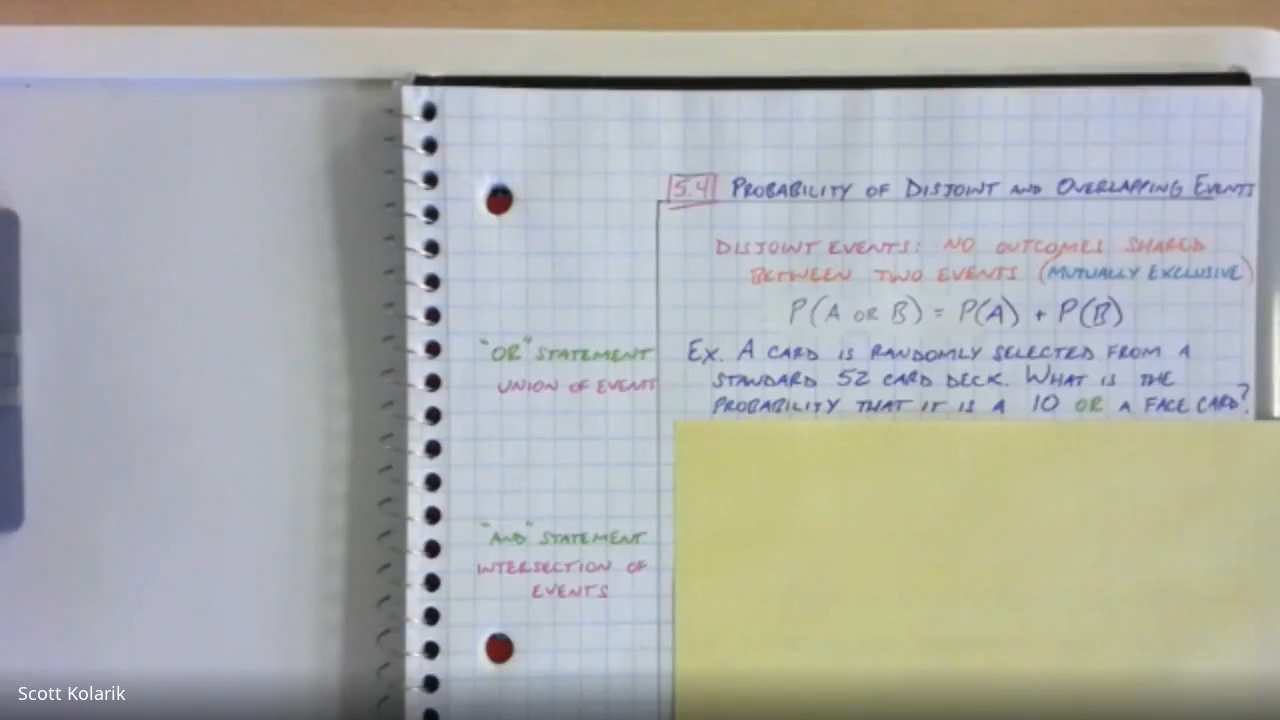 5.4 PROBABILITY OF DISJOINT AND OVERLAPPING EVENTS
DISJOINT EVENTS: NO OUTCOMES SHARED
BETWEEN TWO EVENTS (MUTUALLY EXCLUSIVE)
P(A OR B) = P(A) + P(B)
"OR" STATEMENT
UNION OF EVENTS
EX. A CARD IS RANDOMLY SELECTED FROM A
STANDARD 52 CARD DECK. WHAT IS THE
PROBABILITY THAT IT IS A 10 OR A FACE CARD?
"AND" STATEMENT
INTERSECTION OF
EVENTS
Scott Kolarik